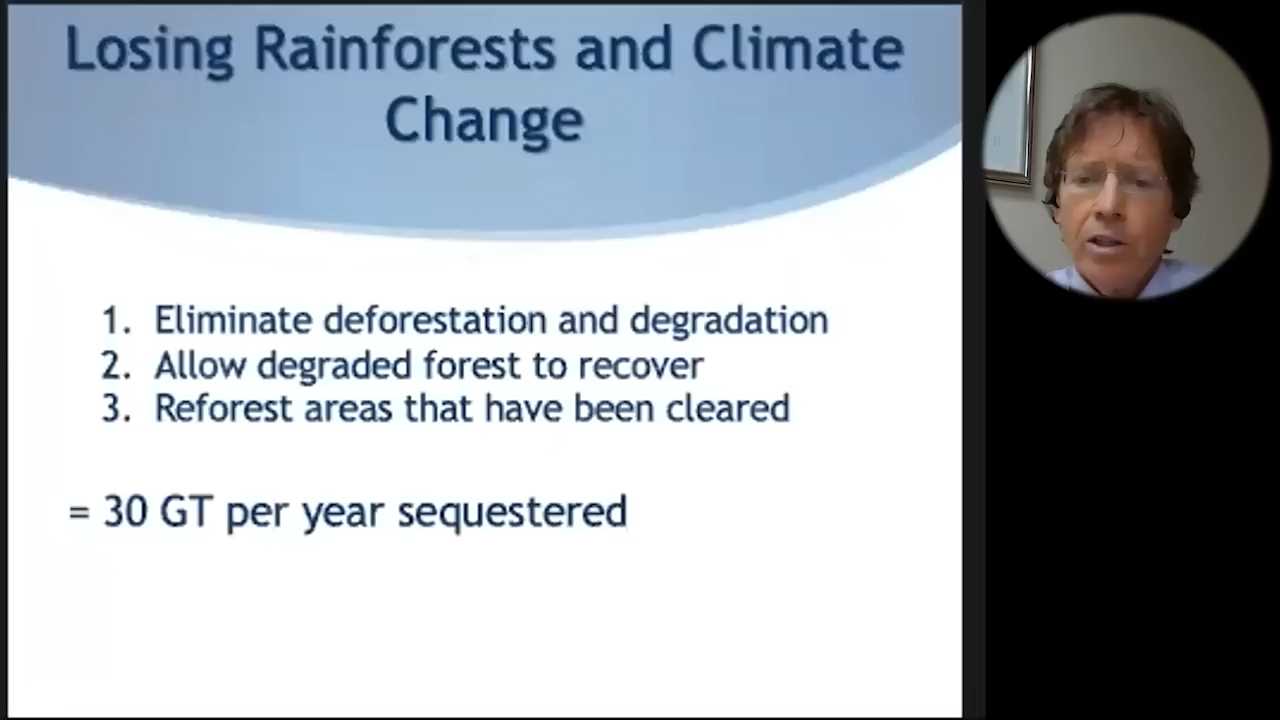 Losing Rainforests and Climate
Change
1. Eliminate deforestation and degradation
2. Allow degraded forest to recover
3. Reforest areas that have been cleared
= 30 GT per year sequestered